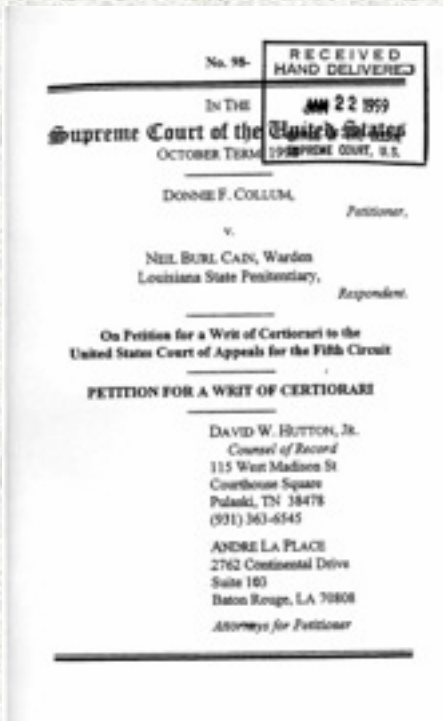 No. 98-
RECEIVED
HAND DELIVERED
JAN 22 1999
SUPREME COURT, U.S.
IN THE
Supreme Court of the United States
OCTOBER TERM, 199
DONNIE F. COLLUM,
Petitioner,
v.
NEIL BURL CAIN, Warden
Louisiana State Penitentiary,
Respondent.
On Petition for a Writ of Certiorari to the
United States Court of Appeals for the Fifth Circuit
PETITION FOR A WRIT OF CERTIORARI
DAVID W. HUTTON, JR.
Counsel of Record
115 West Madison St
Courthouse Square
Pulaski, TN 38478
(931) 363-6545
ANDRE LA PLACE
2762 Continental Drive
Suite 103
Baton Rouge, LA 70808
Attorneys for Petitioner